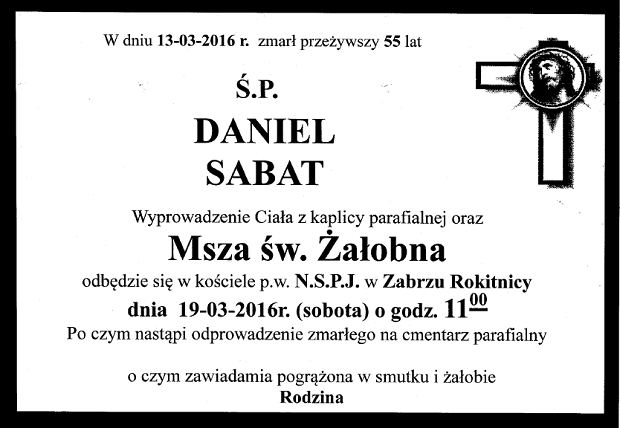 W dniu 13-03-2016 r. zmarł przeżywszy 55 lat
Ś.P.
DANIEL
SABAT
Wyprowadzenie Ciała z kaplicy parafialnej oraz
Msza św. Żałobna
odbędzie się w kościele p.w. N.S.P.J. w Zabrzu Rokitnicy
dnia 19-03-2016r. (sobota) o godz. 11⁰⁰
Po czym nastąpi odprowadzenie zmarłego na cmentarz parafialny
o czym zawiadamia pogrążona w smutku i żałobie
Rodzina